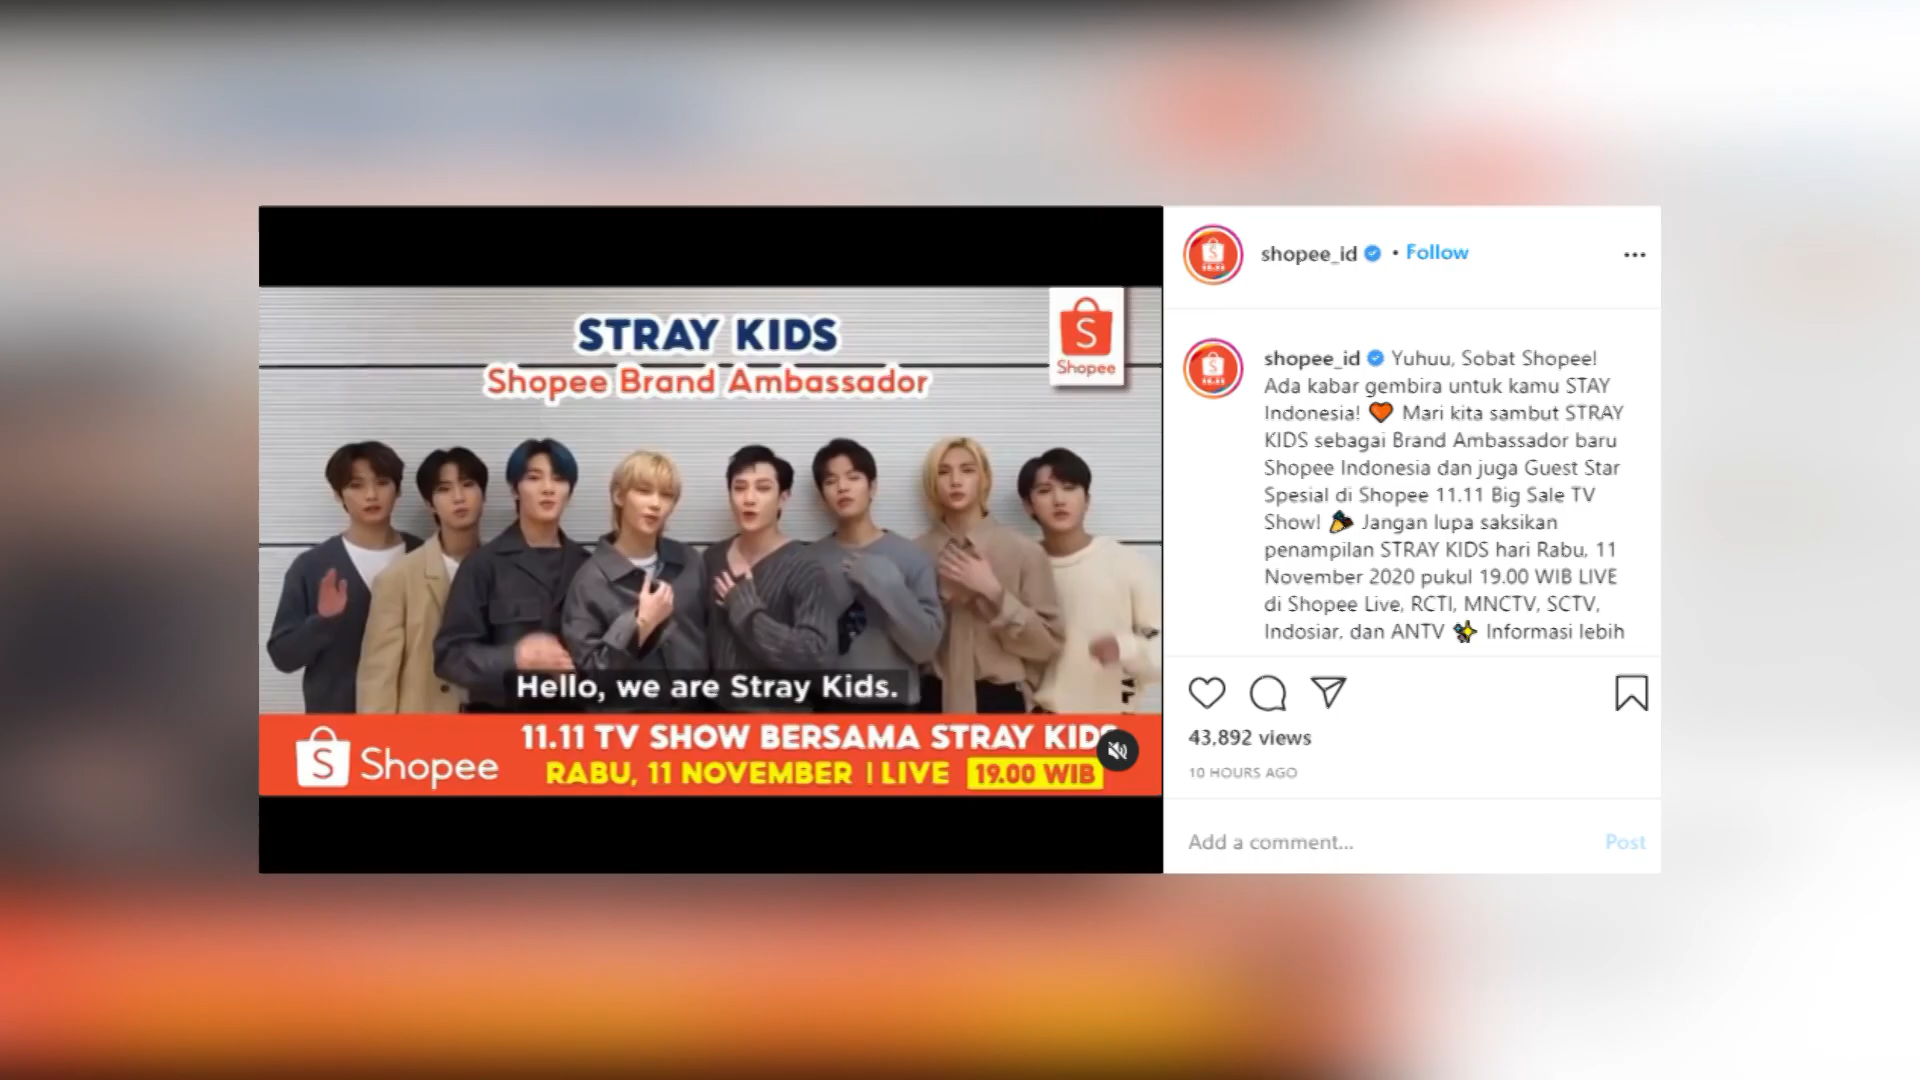 STRAY KIDS
Shopee Brand Ambassador
S
Shopee
Hello, we are Stray Kids.
S Shopee
11.11 TV SHOW BERSAMA STRAY KIDS
RABU, 11 NOVEMBER | LIVE 19.00 WIB
shopee_id • Follow
shopee_id Yuhuu, Sobat Shopee!
Ada kabar gembira untuk kamu STAY
Indonesia! 🧡 Mari kita sambut STRAY
KIDS sebagai Brand Ambassador baru
Shopee Indonesia dan juga Guest Star
Spesial di Shopee 11.11 Big Sale TV
Show! 🎉 Jangan lupa saksikan
penampilan STRAY KIDS hari Rabu, 11
November 2020 pukul 19.00 WIB LIVE
di Shopee Live, RCTI, MNCTV, SCTV,
Indosiar, dan ANTV ✨ Informasi lebih
43,892 views
10 HOURS AGO
Add a comment...
Post